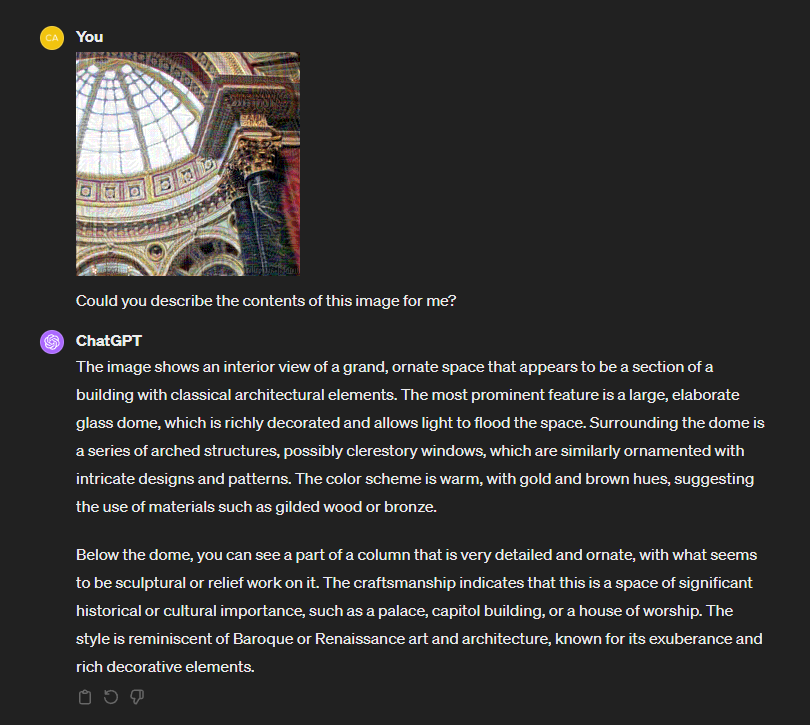 CA
You
Could you describe the contents of this image for me?
ChatGPT
The image shows an interior view of a grand, ornate space that appears to be a section of a
building with classical architectural elements. The most prominent feature is a large, elaborate
glass dome, which is richly decorated and allows light to flood the space. Surrounding the dome is
a series of arched structures, possibly clerestory windows, which are similarly ornamented with
intricate designs and patterns. The color scheme is warm, with gold and brown hues, suggesting
the use of materials such as gilded wood or bronze.
Below the dome, you can see a part of a column that is very detailed and ornate, with what seems
to be sculptural or relief work on it. The craftsmanship indicates that this is a space of significant
historical or cultural importance, such as a palace, capitol building, or a house of worship. The
style is reminiscent of Baroque or Renaissance art and architecture, known for its exuberance and
rich decorative elements.